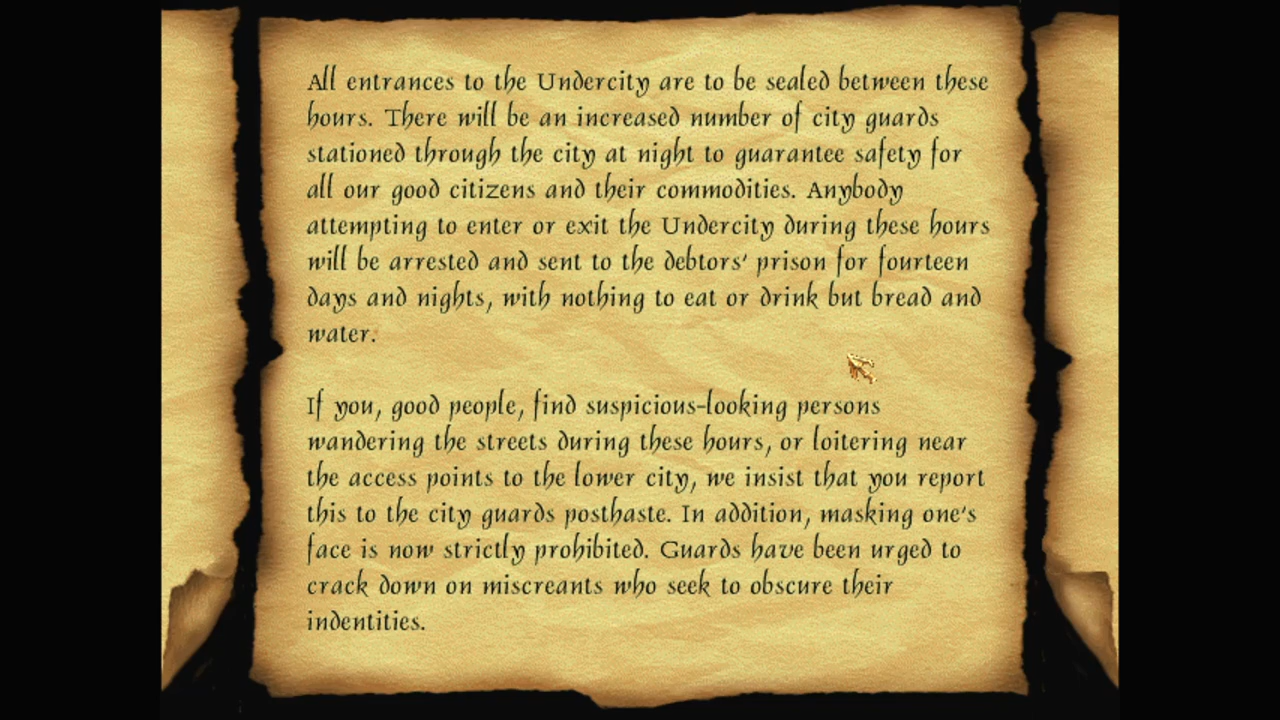 All entrances to the Undercity are to be sealed between these
hours. There will be an increased number of city guards
stationed through the city at night to guarantee safety for
all our good citizens and their commodities. Anybody
attempting to enter or exit the Undercity during these hours
will be arrested and sent to the debtors' prison for fourteen
days and nights, with nothing to eat or drink but bread and
water.
If you, good people, find suspicious-looking persons
wandering the streets during these hours, or loitering near
the access points to the lower city, we insist that you report
this to the city guards posthaste. In addition, masking one's
face is now strictly prohibited. Guards have been urged to
crack down on miscreants who seek to obscure their
indentities.